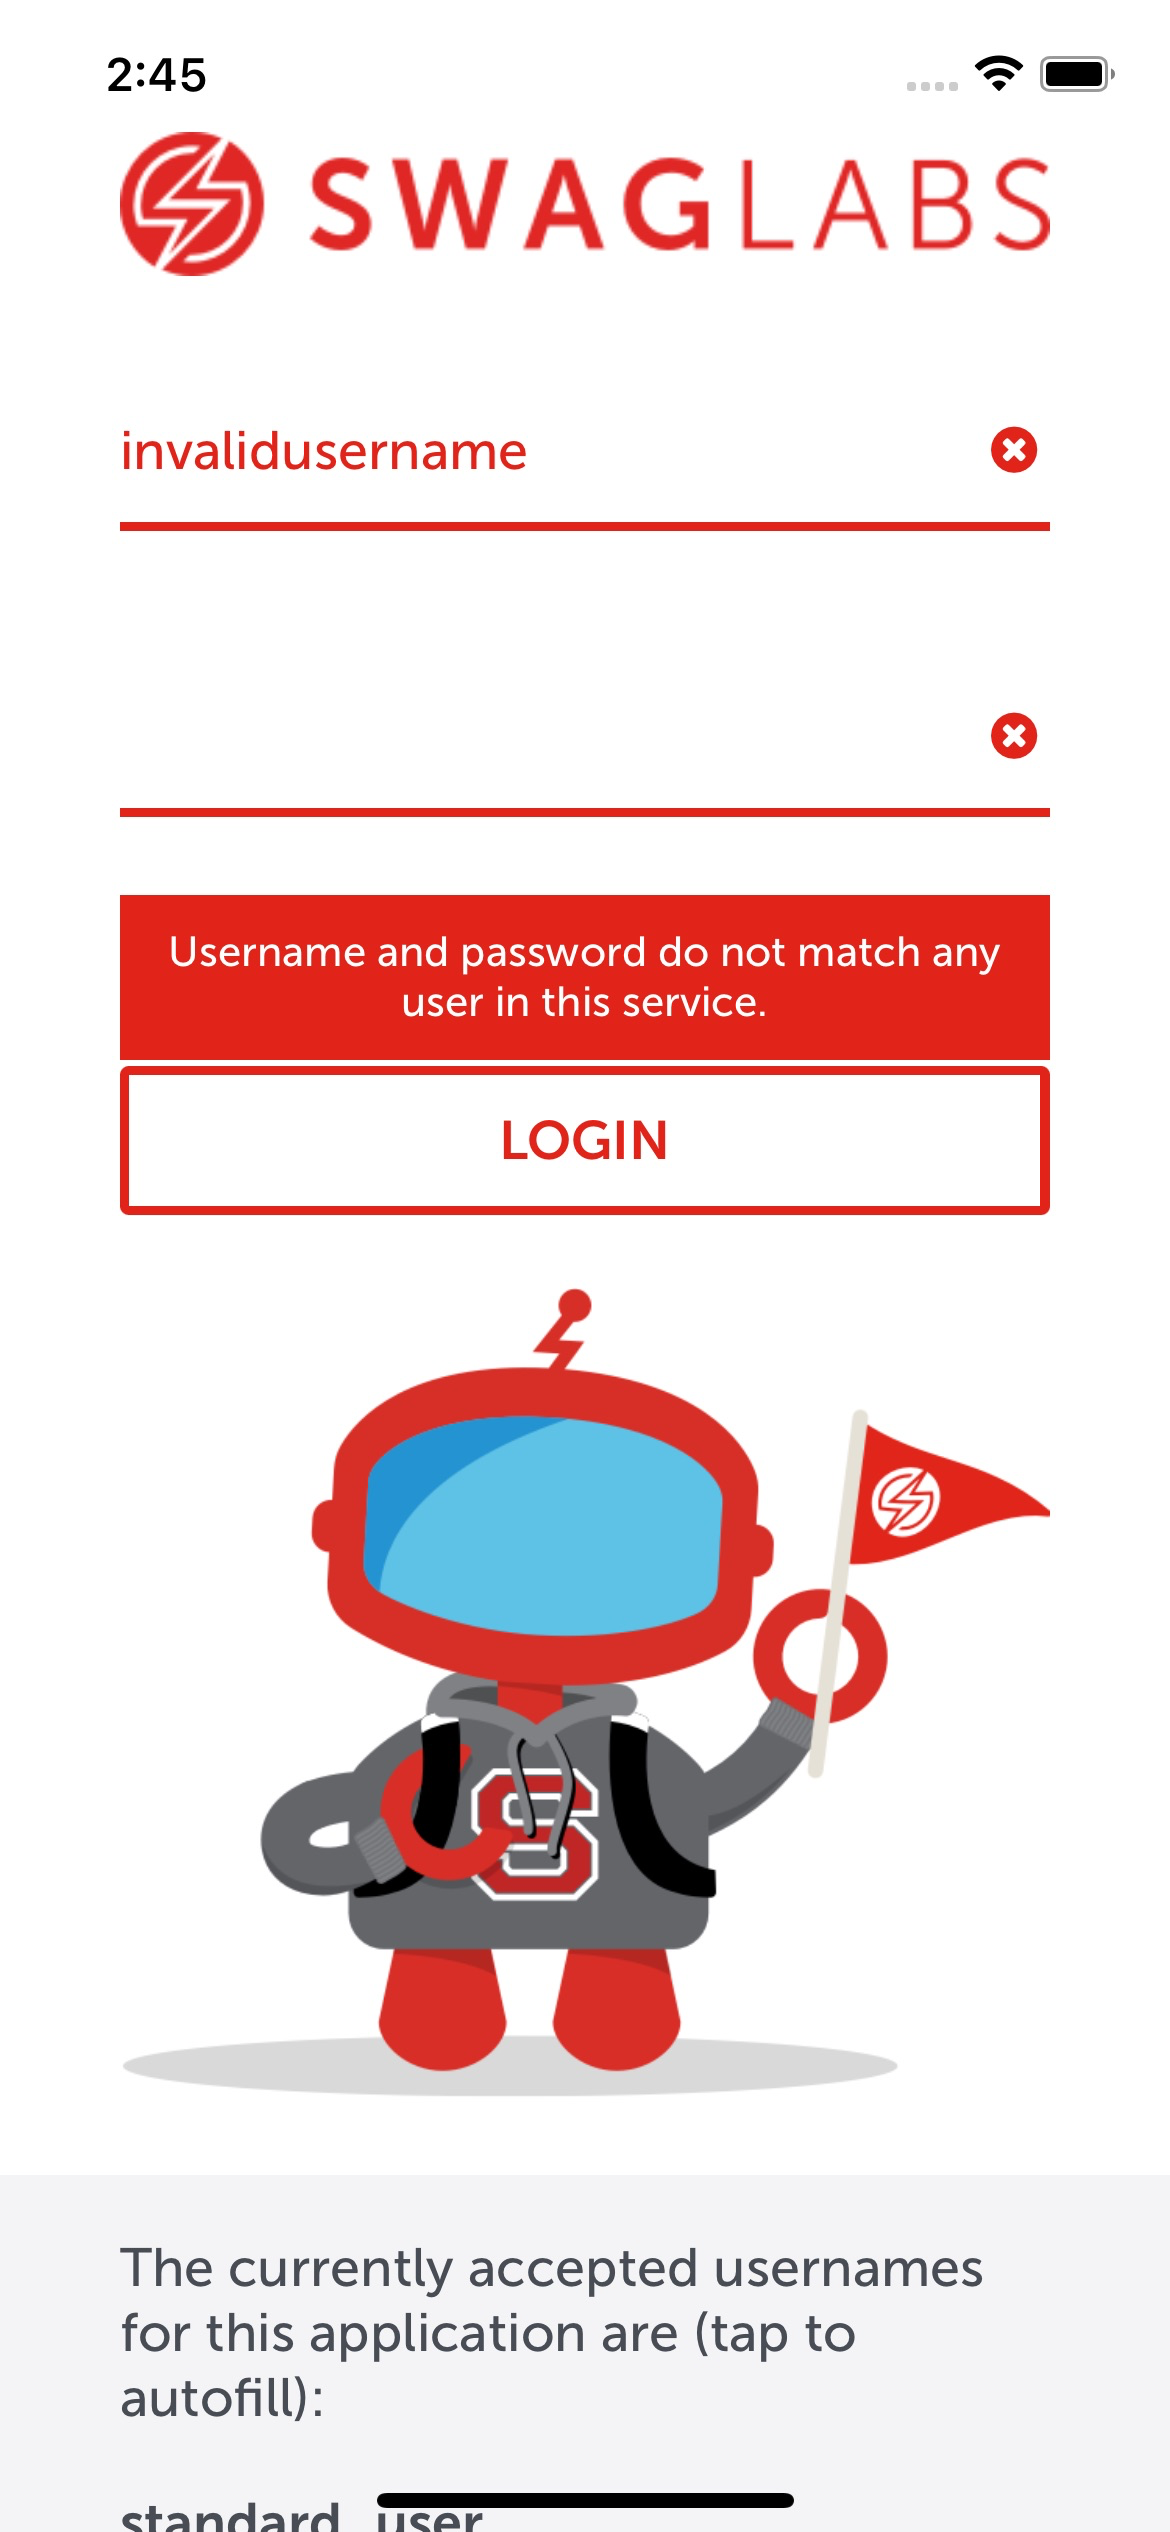 2:45
SWAGLABS
invalidusername
Username and password do not match any
user in this service.
LOGIN
S
The currently accepted usernames
for this application are (tap to
autofill):
standard_user